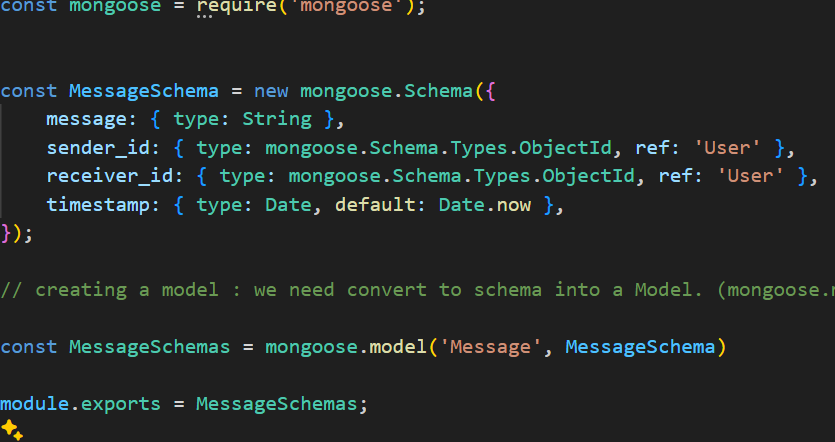 const mongoose = require('mongoose');
const MessageSchema = new mongoose.Schema({
    message: { type: String },
    sender_id: { type: mongoose.Schema.Types.ObjectId, ref: 'User' },
    receiver_id: { type: mongoose.Schema.Types.ObjectId, ref: 'User' },
    timestamp: { type: Date, default: Date.now },
});
// creating a model : we need convert to schema into a Model. (mongoose.
const MessageSchemas = mongoose.model('Message', MessageSchema)
module.exports = MessageSchemas;